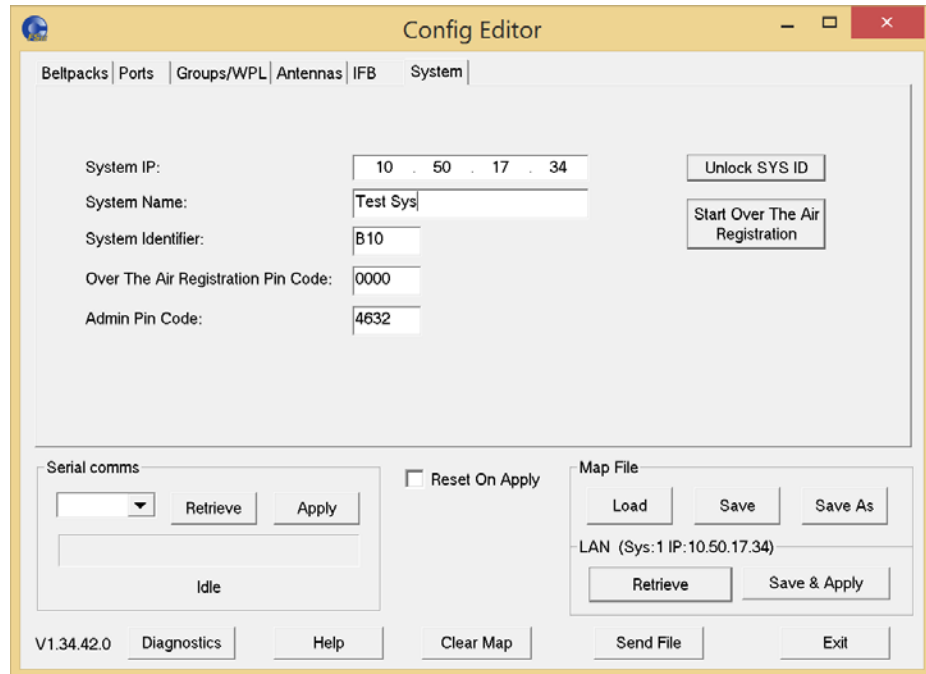 Config Editor
Beltpacks Ports Groups/WPL Antennas IFB System
System IP: 10 . 50 . 17 . 34 Unlock SYS ID
System Name: Test Sys
Start Over The Air
Registration
System Identifier: B10
Over The Air Registration Pin Code: 0000
Admin Pin Code: 4632
Serial comms
Retrieve Apply
Idle
Reset On Apply
Map File
Load Save Save As
LAN (Sys:1 IP:10.50.17.34)
Retrieve Save & Apply
V1.34.42.0 Diagnostics Help Clear Map Send File Exit